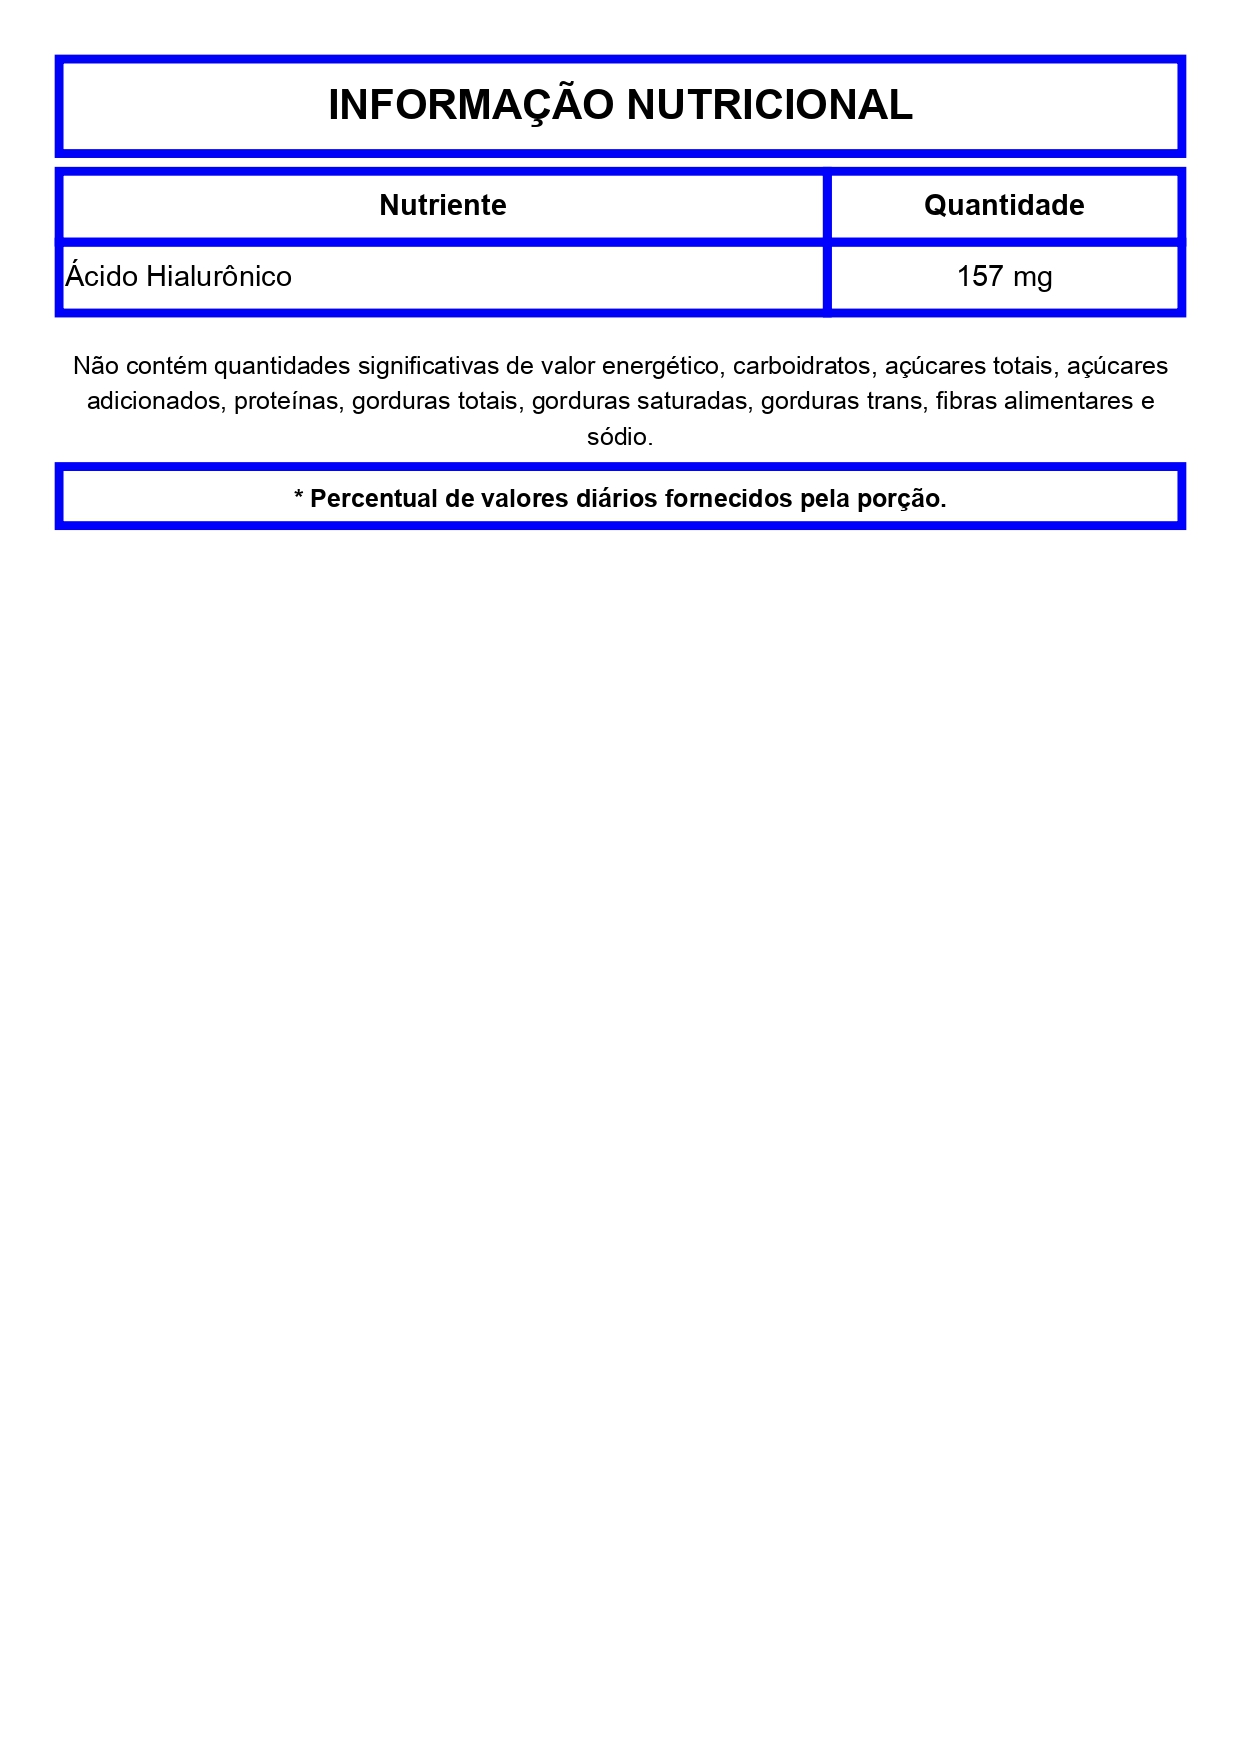 INFORMAÇÃO NUTRICIONAL
Nutriente Quantidade
Ácido Hialurônico 157 mg
Não contém quantidades significativas de valor energético, carboidratos, açúcares totais, açúcares
adicionados, proteínas, gorduras totais, gorduras saturadas, gorduras trans, fibras alimentares e
sódio.
* Percentual de valores diários fornecidos pela porção.